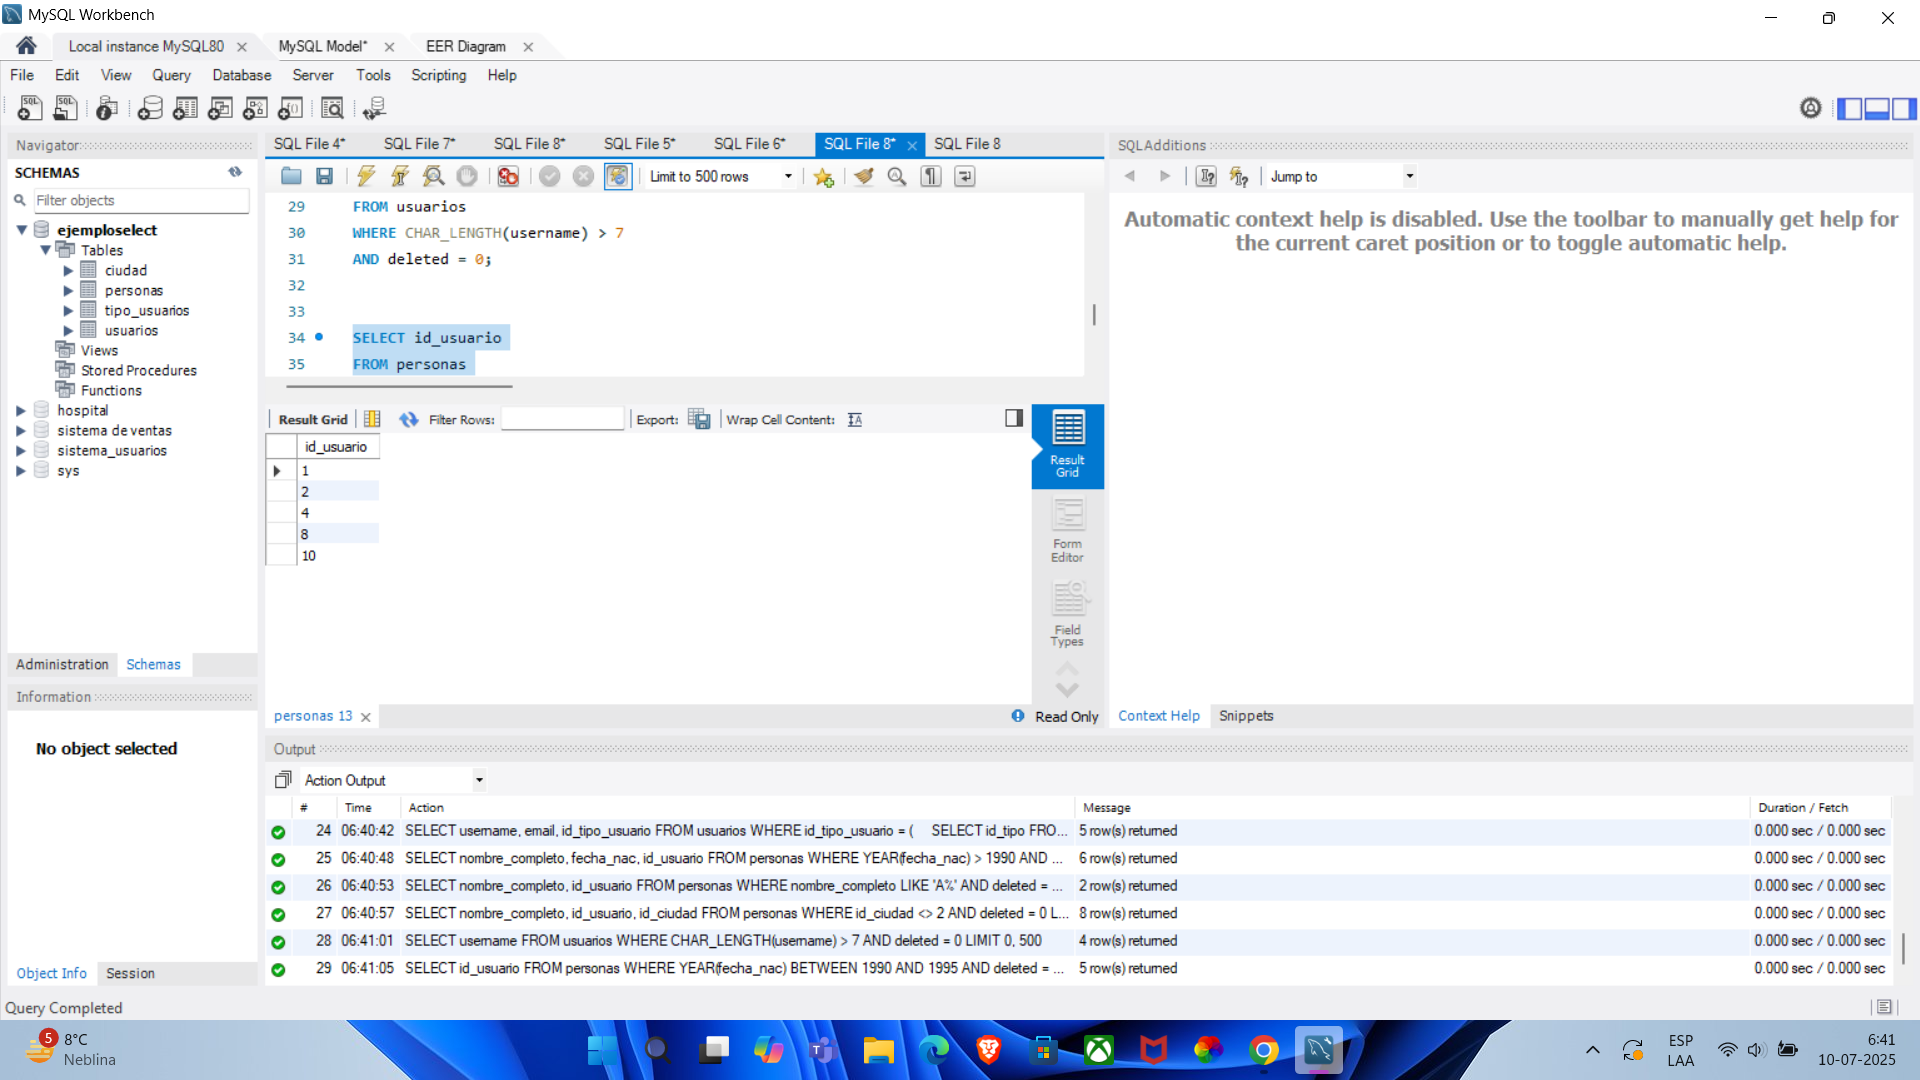 MySQL Workbench
Local instance MySQL80
MySQL Model*
EER Diagram
File Edit View Query Database Server Tools Scripting Help
Navigator
SCHEMAS
Filter objects
ejemploselect
Tables
ciudad
personas
tipo_usuarios
usuarios
Views
Stored Procedures
Functions
hospital
sistema de ventas
sistema_usuarios
sys
Administration Schemas
Information
No object selected
Object Info Session
SQL File 4* SQL File 7* SQL File 8* SQL File 5* SQL File 6* SQL File 8* SQL File 8
Limit to 500 rows
29 FROM usuarios
30 WHERE CHAR_LENGTH(username) > 7
31 AND deleted = 0;
32
33
34 SELECT id_usuario
35 FROM personas
Result Grid Filter Rows: Export: Wrap Cell Content:
id_usuario
1
2
4
8
10
Result Grid
Form Editor
Field Types
personas 13
Read Only
SQLAdditions
Jump to
Automatic context help is disabled. Use the toolbar to manually get help for
the current caret position or to toggle automatic help.
Context Help Snippets
Output
Action Output
# Time Action Message Duration / Fetch
24 06:40:42 SELECT username, email, id_tipo_usuario FROM usuarios WHERE id_tipo_usuario = ( SELECT id_tipo FRO... 5 row(s) returned 0.000 sec / 0.000 sec
25 06:40:48 SELECT nombre_completo, fecha_nac, id_usuario FROM personas WHERE YEAR(fecha_nac) > 1990 AND ... 6 row(s) returned 0.000 sec / 0.000 sec
26 06:40:53 SELECT nombre_completo, id_usuario FROM personas WHERE nombre_completo LIKE 'A%' AND deleted = ... 2 row(s) returned 0.000 sec / 0.000 sec
27 06:40:57 SELECT nombre_completo, id_usuario, id_ciudad FROM personas WHERE id_ciudad <> 2 AND deleted = 0 L... 8 row(s) returned 0.000 sec / 0.000 sec
28 06:41:01 SELECT username FROM usuarios WHERE CHAR_LENGTH(username) > 7 AND deleted = 0 LIMIT 0, 500 4 row(s) returned 0.000 sec / 0.000 sec
29 06:41:05 SELECT id_usuario FROM personas WHERE YEAR(fecha_nac) BETWEEN 1990 AND 1995 AND deleted = ... 5 row(s) returned 0.000 sec / 0.000 sec
Query Completed
5
8°C
Neblina
ESP
LAA
6:41
10-07-2025